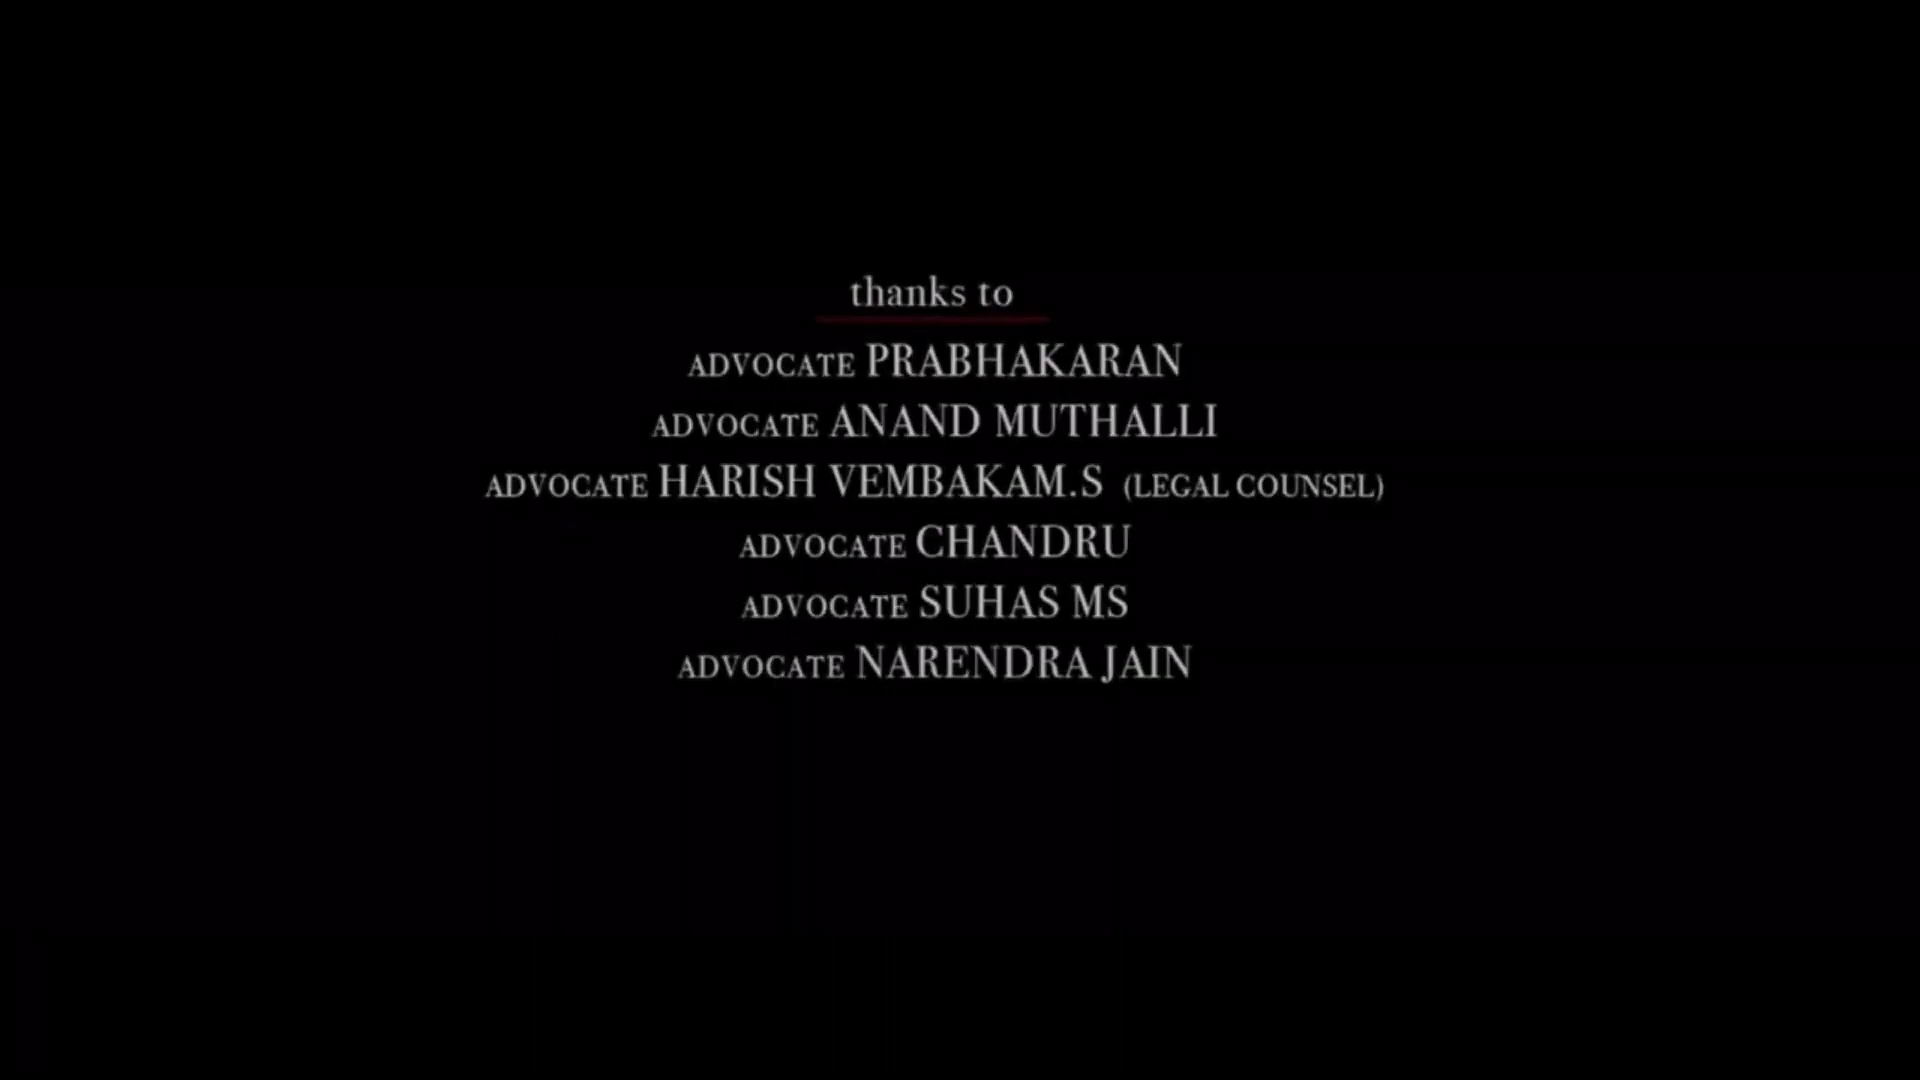 thanks to
ADVOCATE PRABHAKARAN
ADVOCATE ANAND MUTHALLI
ADVOCATE HARISH VEMBAKAM.S (LEGAL COUNSEL)
ADVOCATE CHANDRU
ADVOCATE SUHAS MS
ADVOCATE NARENDRA JAIN